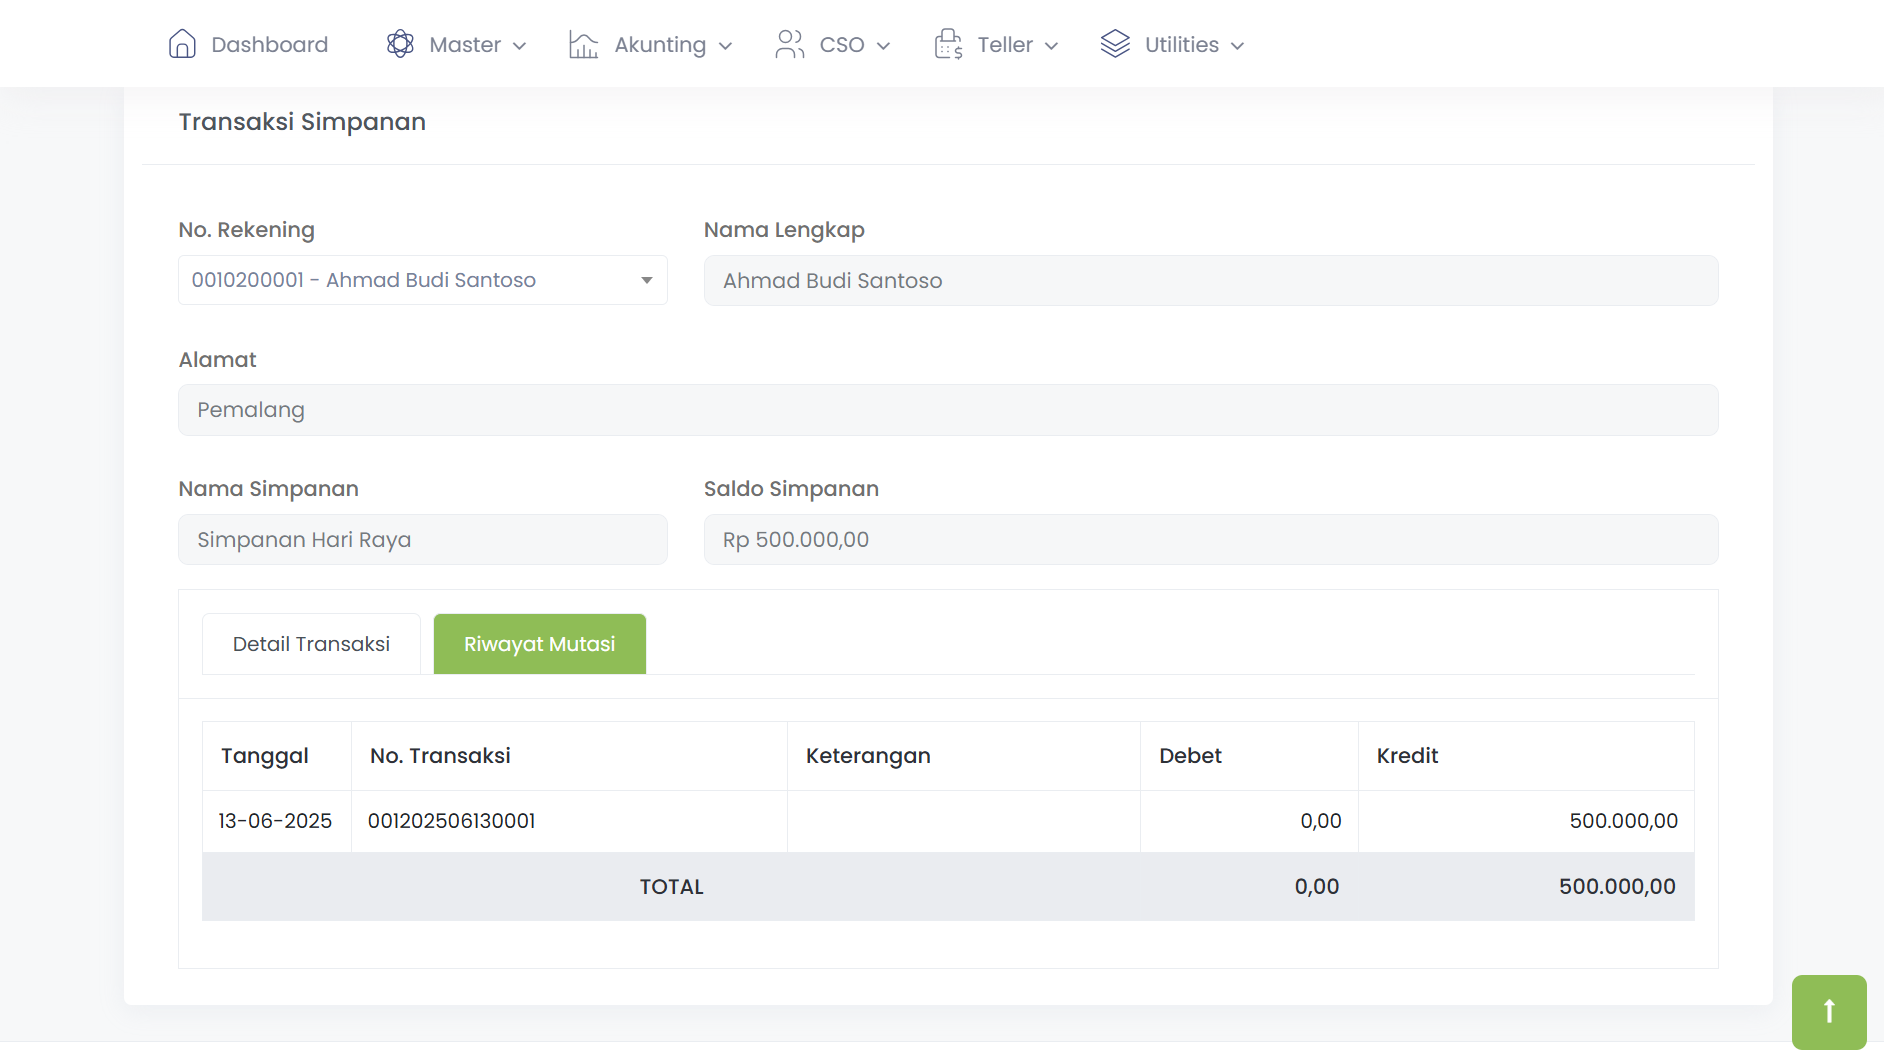 Dashboard Master Akunting CSO Teller Utilities
Transaksi Simpanan
No. Rekening Nama Lengkap
0010200001 - Ahmad Budi Santoso Ahmad Budi Santoso
Alamat
Pemalang
Nama Simpanan Saldo Simpanan
Simpanan Hari Raya Rp 500.000,00
Detail Transaksi Riwayat Mutasi
Tanggal No. Transaksi Keterangan Debet Kredit
13-06-2025 001202506130001 0,00 500.000,00
TOTAL 0,00 500.000,00